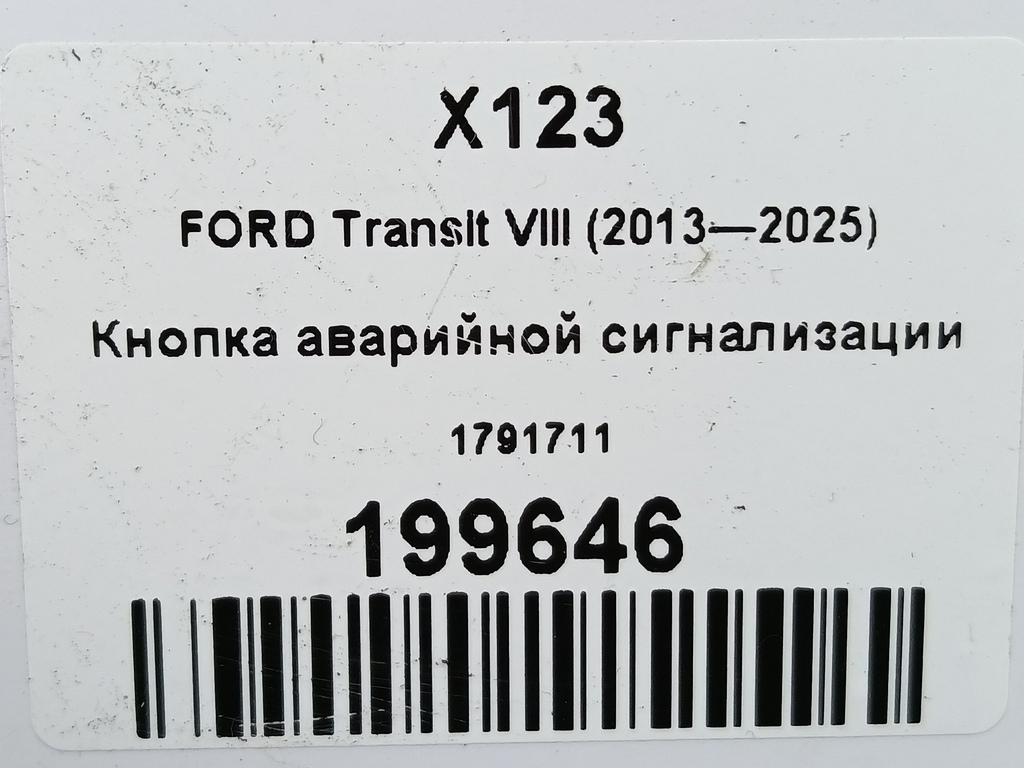 X123
FORD Transit VIII (2013—2025)
Кнопка аварийной сигнализации
1791711
199646